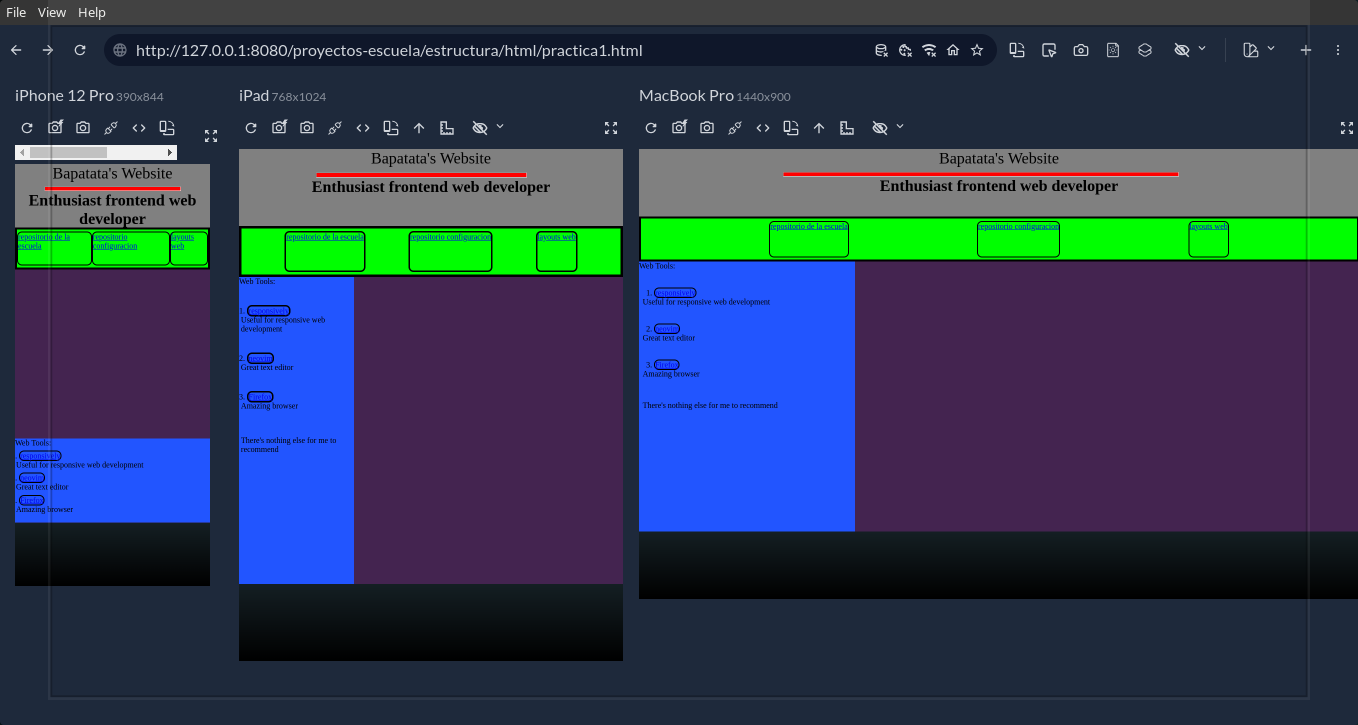 File View Help
http://127.0.0.1:8080/proyectos-escuela/estructura/html/practica1.html
iPhone 12 Pro 390x844
Bapatata's Website
Enthusiast frontend web
developer
repositorio de la
escuela
repositorio
configuracion
layouts
web
Web Tools:
responsively
Useful for responsive web development
neovim
Great text editor
Firefox
Amazing browser
iPad 768x1024
Bapatata's Website
Enthusiast frontend web developer
repositorio de la escuela
repositorio configuracion
layouts web
Web Tools:
1. responsively
Useful for responsive web
development
2. neovim
Great text editor
3. Firefox
Amazing browser
There's nothing else for me to
recommend
MacBook Pro 1440x900
Bapatata's Website
Enthusiast frontend web developer
repositorio de la escuela
repositorio configuracion
layouts web
Web Tools:
1. responsively
Useful for responsive web development
2. neovim
Great text editor
3. Firefox
Amazing browser
There's nothing else for me to recommend